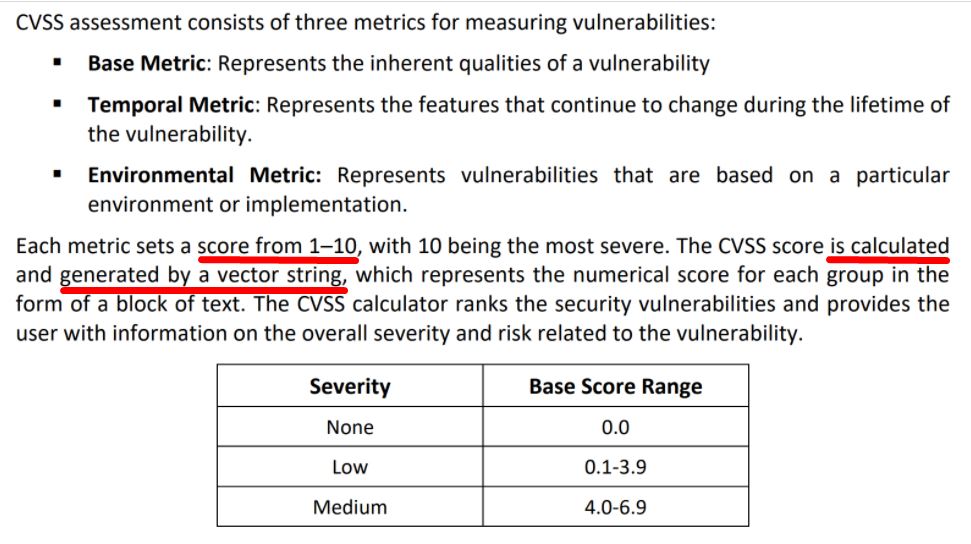 CVSS assessment consists of three metrics for measuring vulnerabilities:
▪ Base Metric: Represents the inherent qualities of a vulnerability
▪ Temporal Metric: Represents the features that continue to change during the lifetime of
the vulnerability.
▪ Environmental Metric: Represents vulnerabilities that are based on a particular
environment or implementation.
Each metric sets a score from 1–10, with 10 being the most severe. The CVSS score is calculated
and generated by a vector string, which represents the numerical score for each group in the
form of a block of text. The CVSS calculator ranks the security vulnerabilities and provides the
user with information on the overall severity and risk related to the vulnerability.
Severity Base Score Range
None 0.0
Low 0.1-3.9
Medium 4.0-6.9